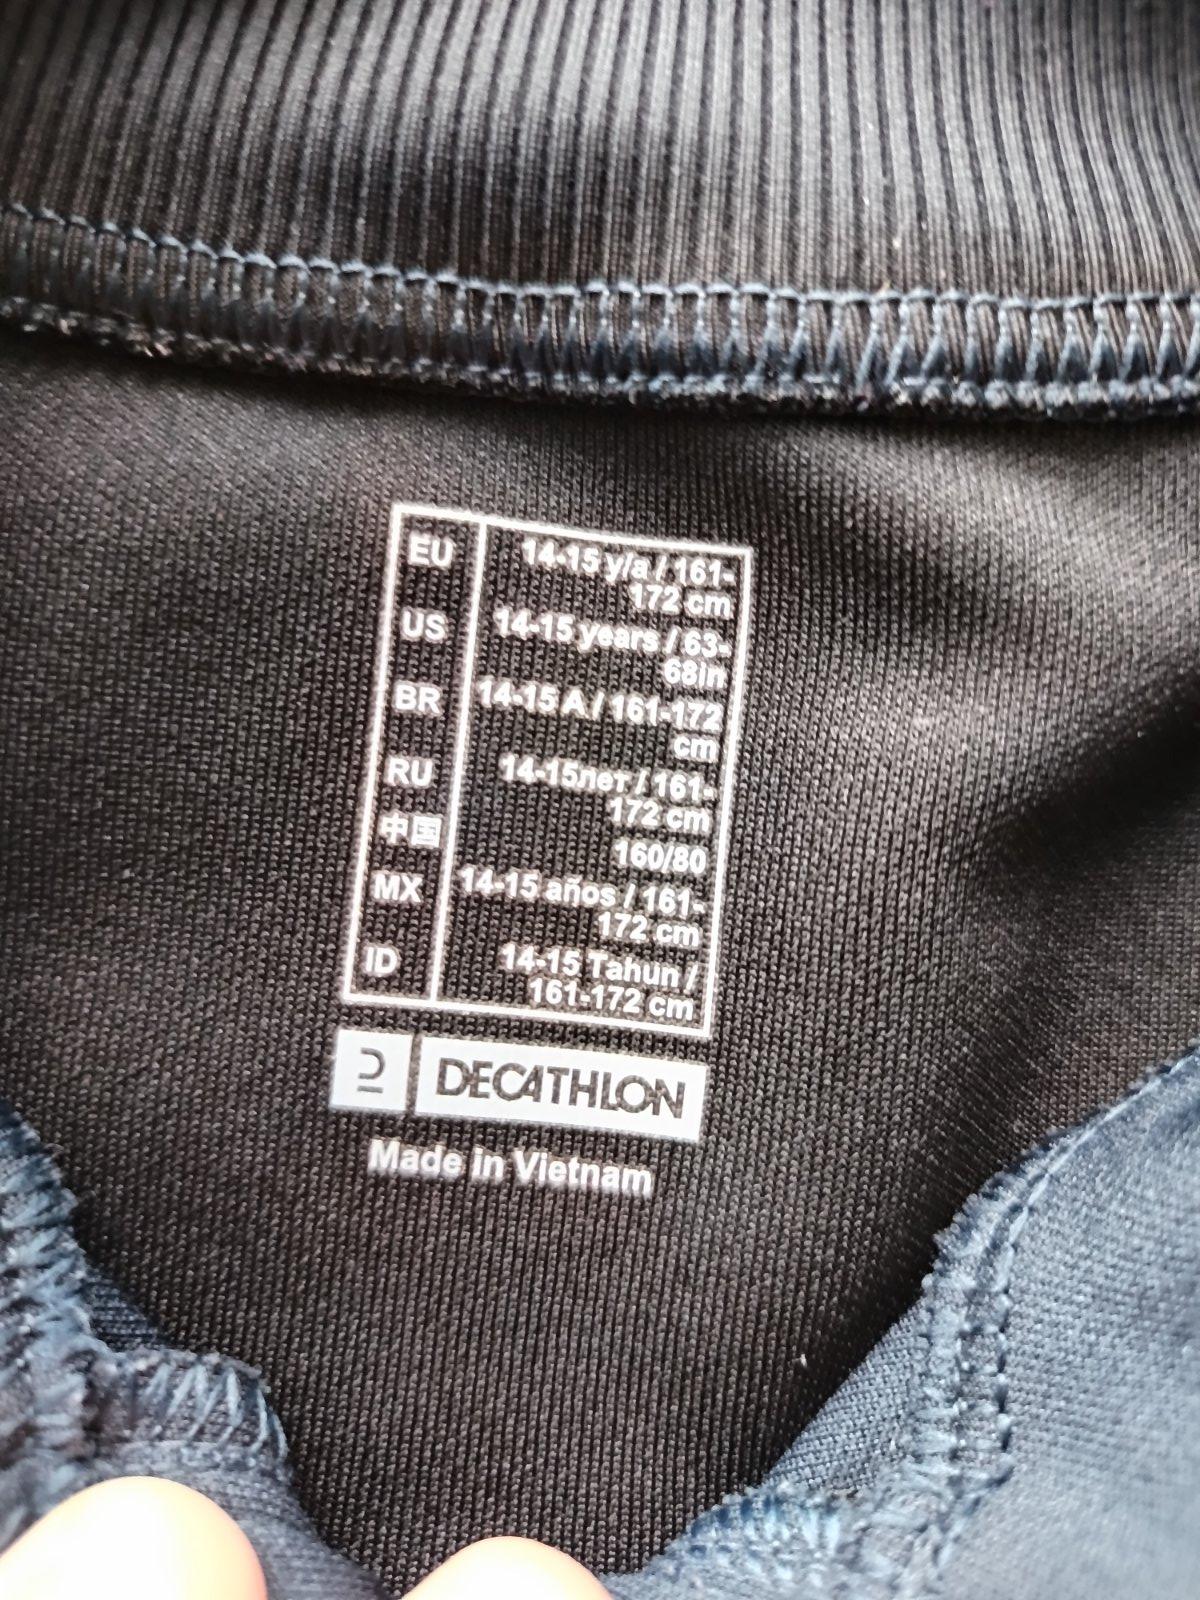 EU 14-15 y/a / 161-
172 cm
US 14-15 years / 63-
68in
BR 14-15 A / 161-172
cm
RU 14-15лет / 161-
172 cm
中国 160/80
MX 14-15 años / 161-
172 cm
ID 14-15 Tahun /
161-172 cm
DECATHLON
Made in Vietnam